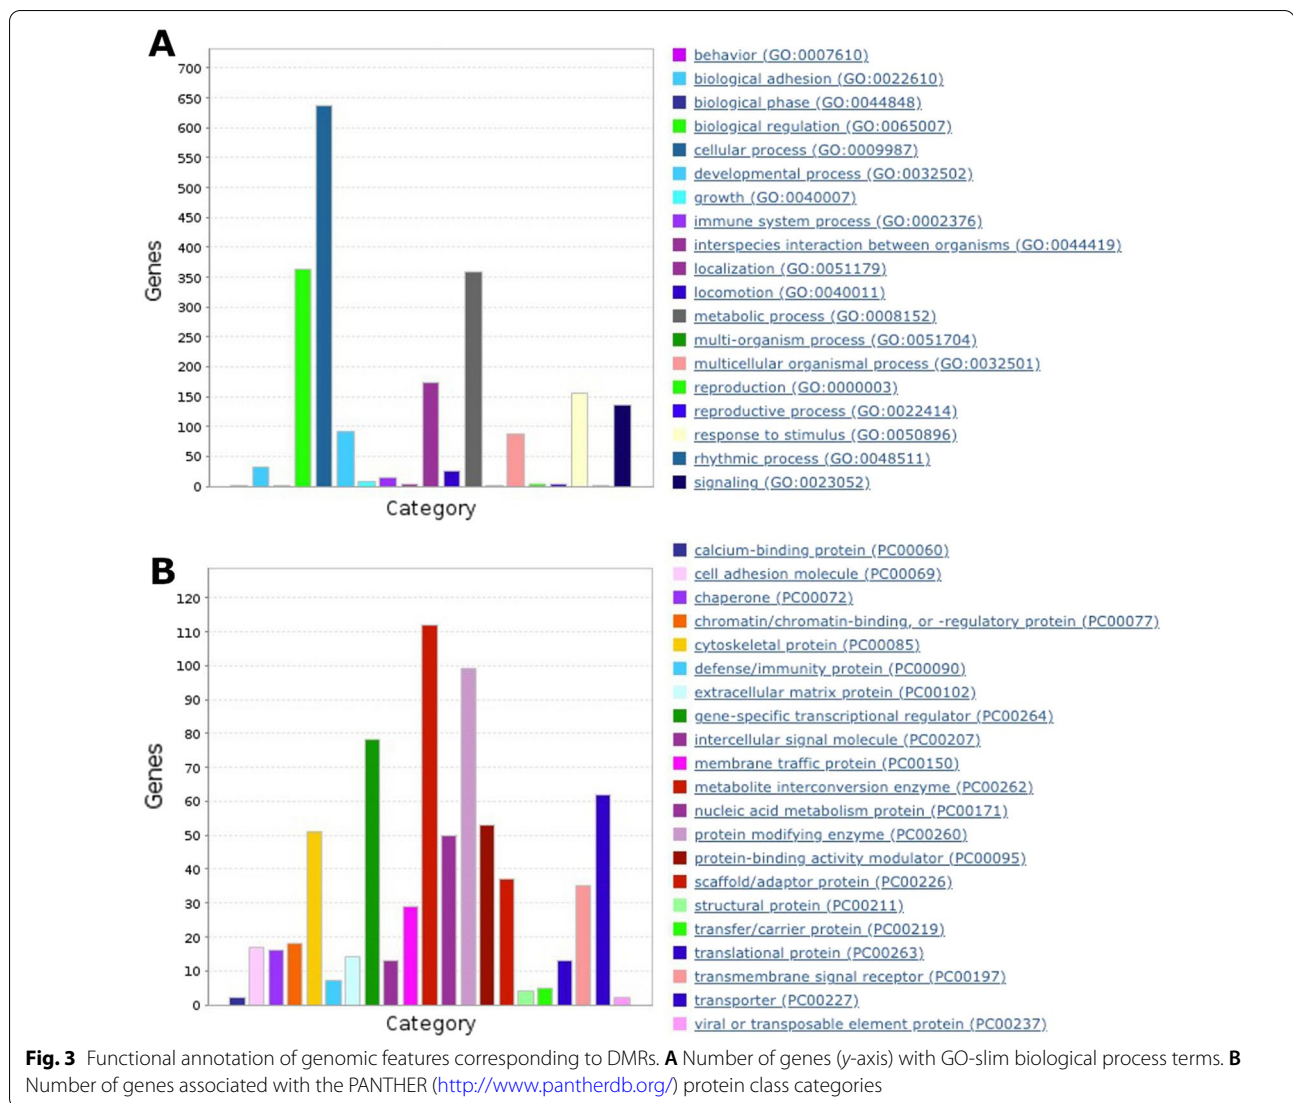 A
700
650
600
550
500
450
400
350
300
250
200
150
100
50
0
Genes
Category
behavior (GO:0007610)
biological adhesion (GO:0022610)
biological phase (GO:0044848)
biological regulation (GO:0065007)
cellular process (GO:0009987)
developmental process (GO:0032502)
growth (GO:0040007)
immune system process (GO:0002376)
interspecies interaction between organisms (GO:0044419)
localization (GO:0051179)
locomotion (GO:0040011)
metabolic process (GO:0008152)
multi-organism process (GO:0051704)
multicellular organismal process (GO:0032501)
reproduction (GO:0000003)
reproductive process (GO:0022414)
response to stimulus (GO:0050896)
rhythmic process (GO:0048511)
signaling (GO:0023052)
B
120
110
100
90
80
70
60
50
40
30
20
10
0
Genes
Category
calcium-binding protein (PC00060)
cell adhesion molecule (PC00069)
chaperone (PC00072)
chromatin/chromatin-binding, or -regulatory protein (PC00077)
cytoskeletal protein (PC00085)
defense/immunity protein (PC00090)
extracellular matrix protein (PC00102)
gene-specific transcriptional regulator (PC00264)
intercellular signal molecule (PC00207)
membrane traffic protein (PC00150)
metabolite interconversion enzyme (PC00262)
nucleic acid metabolism protein (PC00171)
protein modifying enzyme (PC00260)
protein-binding activity modulator (PC00095)
scaffold/adaptor protein (PC00226)
structural protein (PC00211)
transfer/carrier protein (PC00219)
translational protein (PC00263)
transmembrane signal receptor (PC00197)
transporter (PC00227)
viral or transposable element protein (PC00237)
Fig. 3 Functional annotation of genomic features corresponding to DMRs. A Number of genes (y-axis) with GO-slim biological process terms. B
Number of genes associated with the PANTHER (http://www.pantherdb.org/) protein class categories